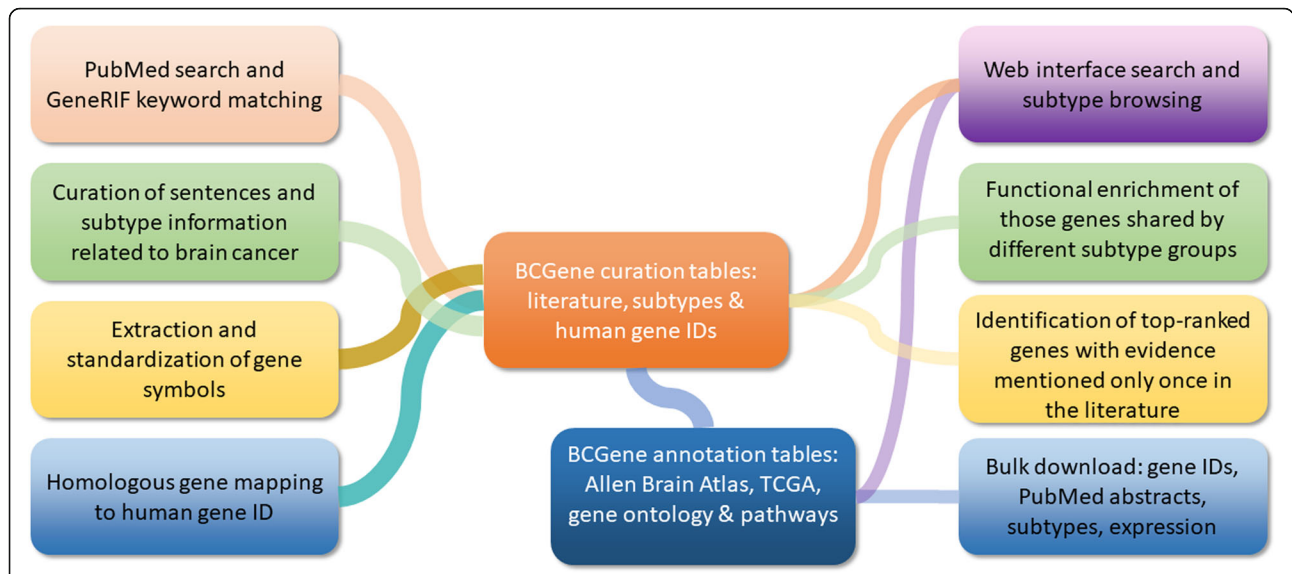 PubMed search and
GeneRIF keyword matching
Curation of sentences and
subtype information
related to brain cancer
Extraction and
standardization of gene
symbols
Homologous gene mapping
to human gene ID
BCGene curation tables:
literature, subtypes &
human gene IDs
BCGene annotation tables:
Allen Brain Atlas, TCGA,
gene ontology & pathways
Web interface search and
subtype browsing
Functional enrichment of
those genes shared by
different subtype groups
Identification of top-ranked
genes with evidence
mentioned only once in
the literature
Bulk download: gene IDs,
PubMed abstracts,
subtypes, expression